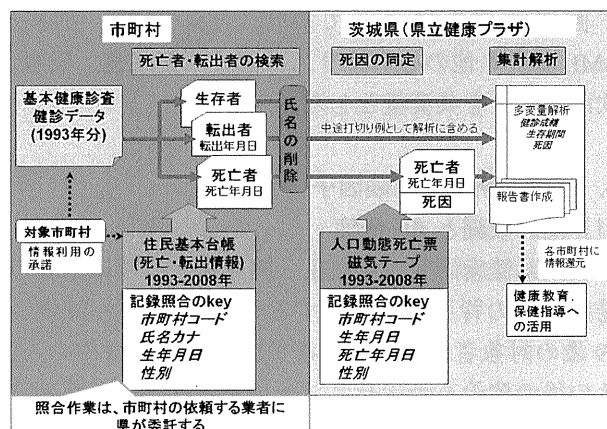 市町村
茨城県(県立健康プラザ)
死亡者・転出者の検索
死因の同定
集計解析
基本健康診査
健診データ
(1993年分)
生存者
転出者
転出年月日
死亡者
死亡年月日
氏名の削除
中途打切り例として解析に含める
死亡者
死亡年月日
死因
多変量解析
健診成績
生存期間
死因
報告書作成
対象市町村
情報利用の
承諾
住民基本台帳
(死亡・転出情報)
1993-2008年
記録照合のkey
市町村コード
氏名カナ
生年月日
性別
人口動態死亡票
磁気テープ
1993-2008年
記録照合のkey
市町村コード
生年月日
死亡年月日
性別
各市町村に
情報還元
健康教育,
保健指導へ
の活用
照合作業は、市町村の依頼する業者に
県が委託する